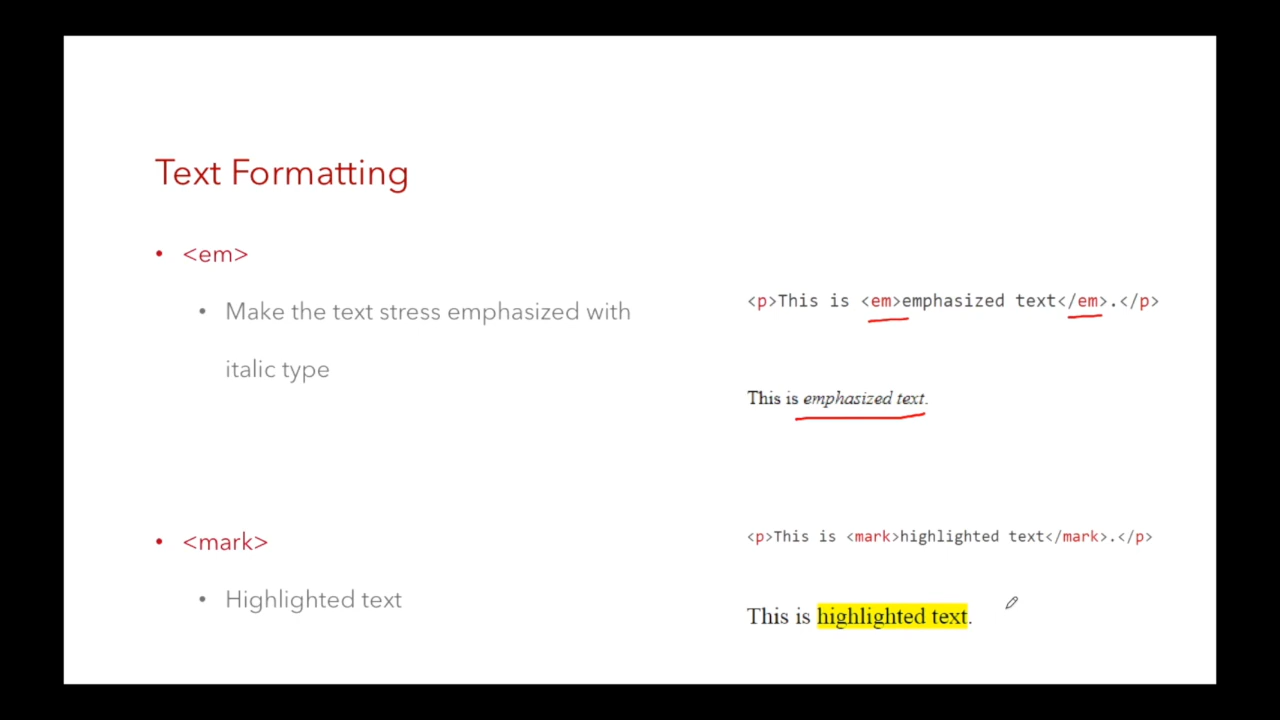 Text Formatting
• <em>
• Make the text stress emphasized with
italic type
<p>This is <em>emphasized text</em>.</p>
This is emphasized text.
• <mark>
• Highlighted text
<p>This is <mark>highlighted text</mark>.</p>
This is highlighted text.